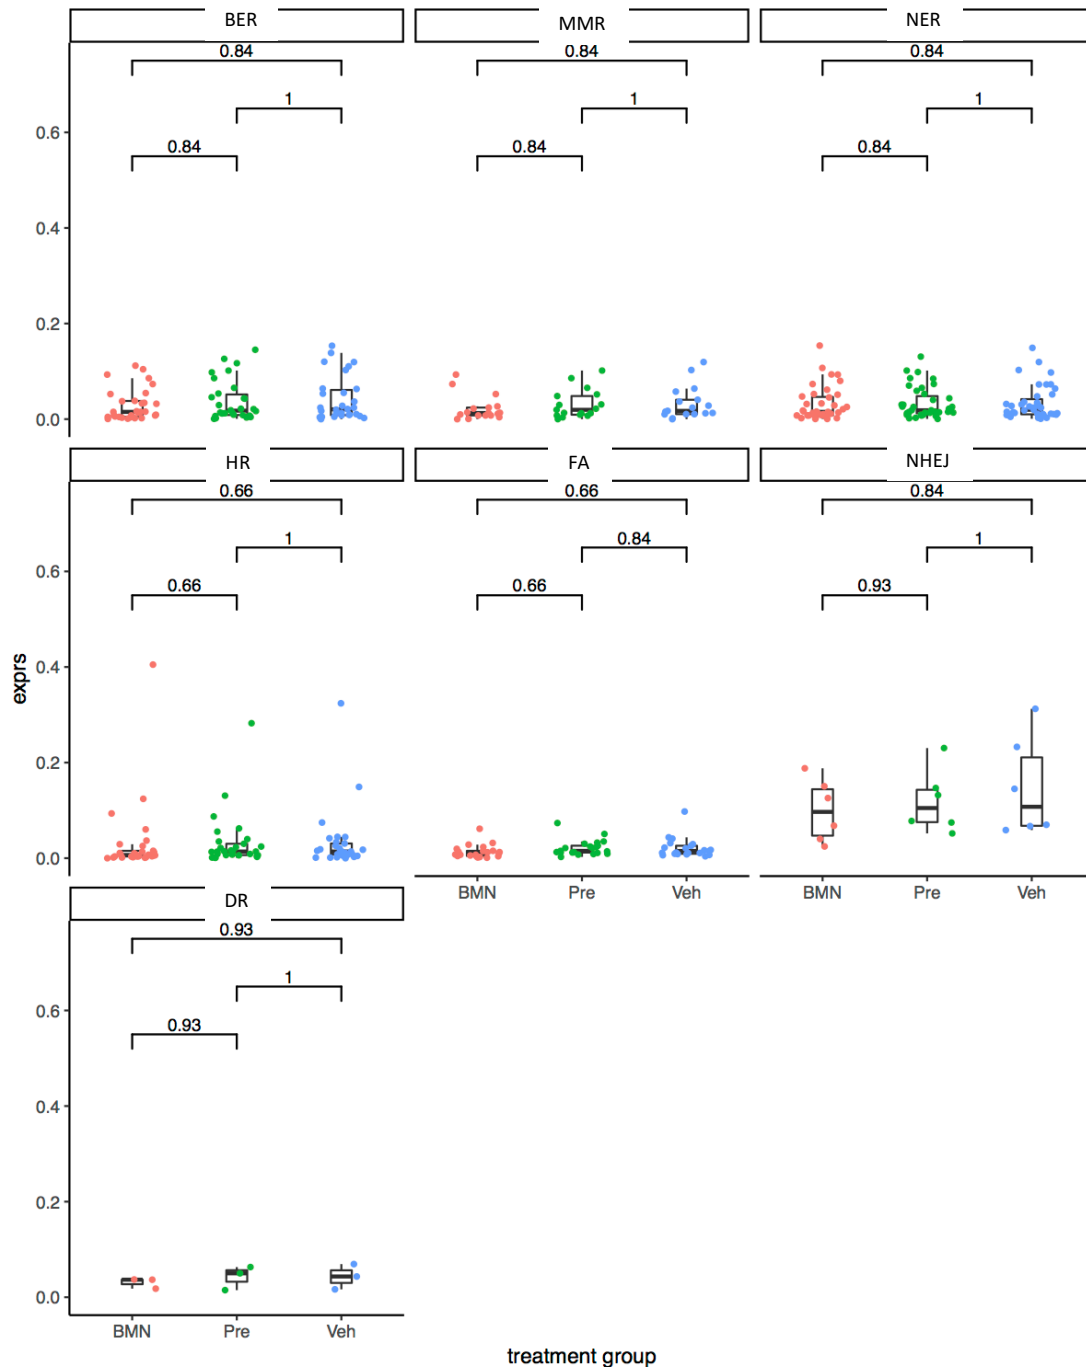 BER MMR NER
0.84 0.84 0.84
1 1 1
0.84 0.84 0.84
0.6
0.4
0.2
0.0
HR FA NHEJ
0.66 0.66 0.84
1 0.84 1
0.66 0.66 0.93
0.6
0.4
0.2
0.0
exprs
BMN Pre Veh BMN Pre Veh
DR
0.93
1
0.93
0.6
0.4
0.2
0.0
BMN Pre Veh
treatment group